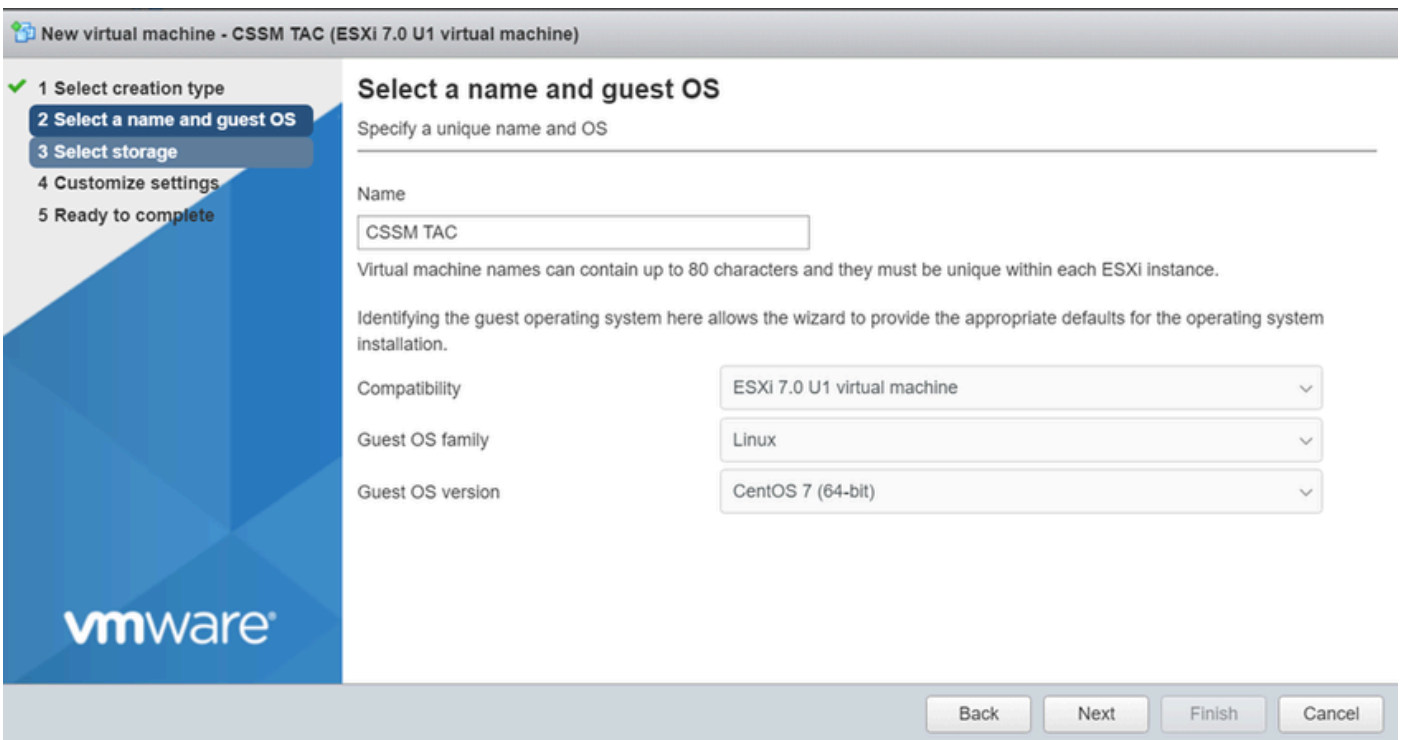 New virtual machine - CSSM TAC (ESXi 7.0 U1 virtual machine)
1 Select creation type
2 Select a name and guest OS
3 Select storage
4 Customize settings
5 Ready to complete
vmware®
Select a name and guest OS
Specify a unique name and OS
Name
CSSM TAC
Virtual machine names can contain up to 80 characters and they must be unique within each ESXi instance.
Identifying the guest operating system here allows the wizard to provide the appropriate defaults for the operating system
installation.
Compatibility
ESXi 7.0 U1 virtual machine
Guest OS family
Linux
Guest OS version
CentOS 7 (64-bit)
Back
Next
Finish
Cancel